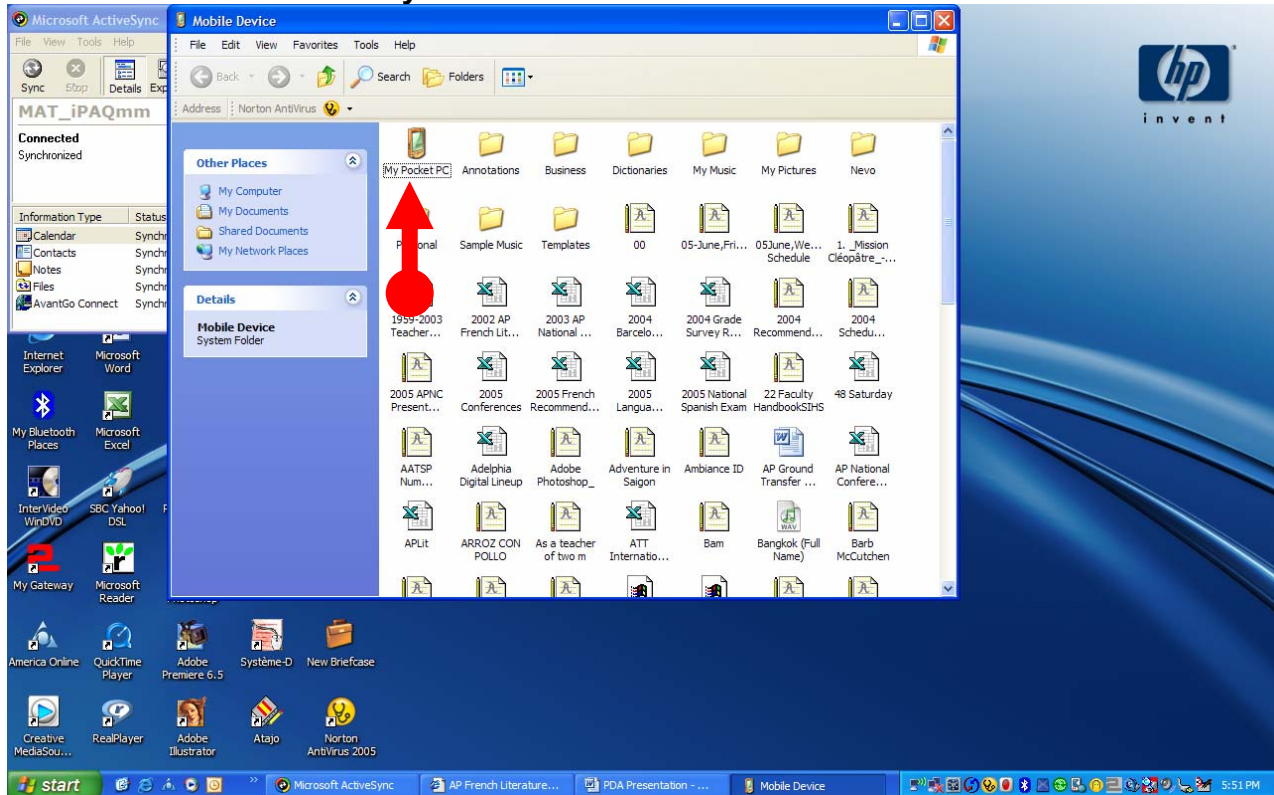 Microsoft ActiveSync
File View Tools Help
Sync Stop Details Exp
MAT_iPAQmm
Connected
Synchronized
Information Type Status
Calendar Synchr
Contacts Synchr
Notes Synchr
Files Synchr
AvantGo Connect Synchr
Mobile Device
File Edit View Favorites Tools Help
Back Search Folders
Address Norton AntiVirus
Other Places
My Computer
My Documents
Shared Documents
My Network Places
Details
Mobile Device
System Folder
My Pocket PC Annotations Business Dictionaries My Music My Pictures Nevo
P onal Sample Music Templates 00 05-June,Fri... 05June,We... Schedule 1. _Mission Cléopâtre_-...
1959-2003 Teacher... 2002 AP French Lit... 2003 AP National ... 2004 Barcelo... 2004 Grade Survey R... 2004 Recommend... 2004 Schedu...
2005 APNC Present... 2005 Conferences 2005 French Recommend... 2005 Langua... 2005 National Spanish Exam 22 Faculty HandbookSIHS 48 Saturday
AATSP Num... Adelphia Digital Lineup Adobe Photoshop_ Adventure in Saigon Ambiance ID AP Ground Transfer ... AP National Confere...
APLit ARROZ CON POLLO As a teacher of two m ATT Internatio... Bam Bangkok (Full Name) Barb McCutchen
WAV
hp
invent
Internet Explorer Microsoft Word
My Bluetooth Places Microsoft Excel
InterVideo WinDVD SBC Yahoo! DSL
My Gateway Microsoft Reader
America Online QuickTime Player Adobe Premiere 6.5 Système-D New Briefcase
Creative MediaSou... RealPlayer Adobe Illustrator Atajo Norton AntiVirus 2005
start Microsoft ActiveSync AP French Literature... PDA Presentation - ... Mobile Device 5:51 PM